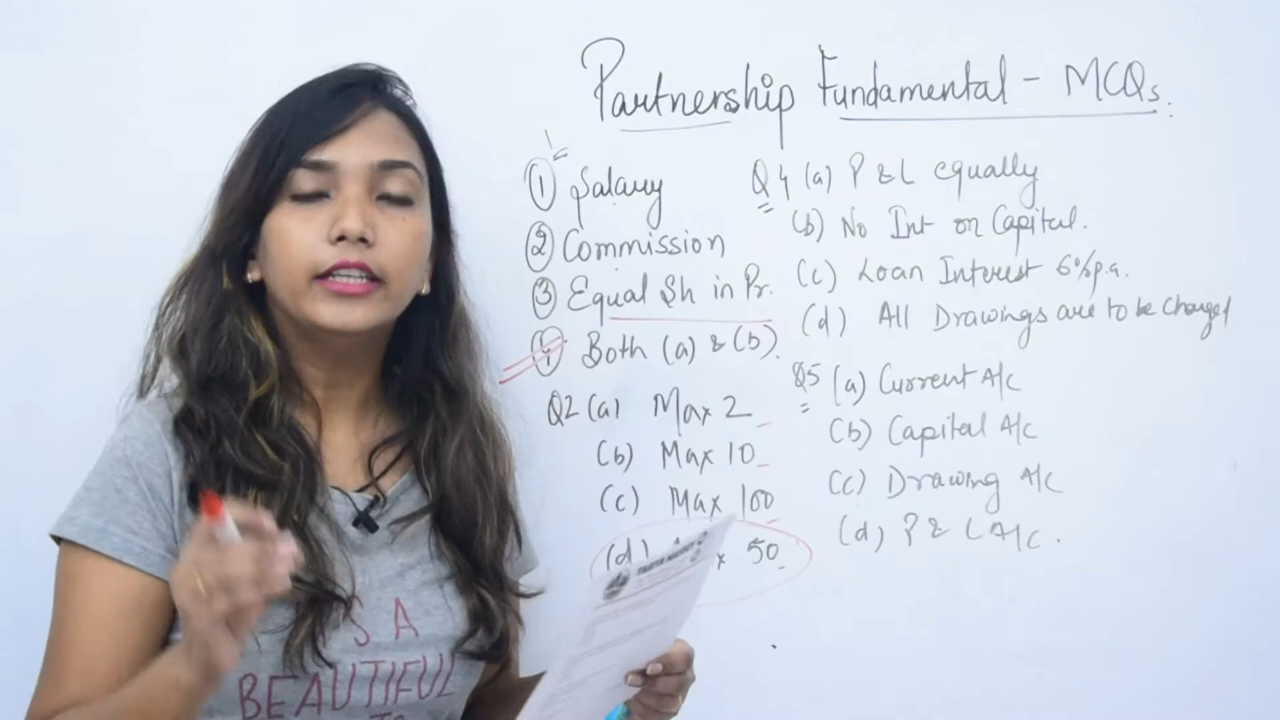 Partnership Fundamental - MCQs.
① Salary
② Commission
③ Equal Sh in Pr.
④ Both (a) & (b).
Q2 (a) Max 2
(b) Max 10
(c) Max 100
(d) 50
Q4 (a) P & L equally
(b) No Int on Capital.
(c) Loan Interest 6% p.a.
(d) All Drawings are to be charged
Q5 (a) Current A/c
(b) Capital A/c
(c) Drawing A/c
(d) P & L A/c.
'S A
BEAUTIFUL